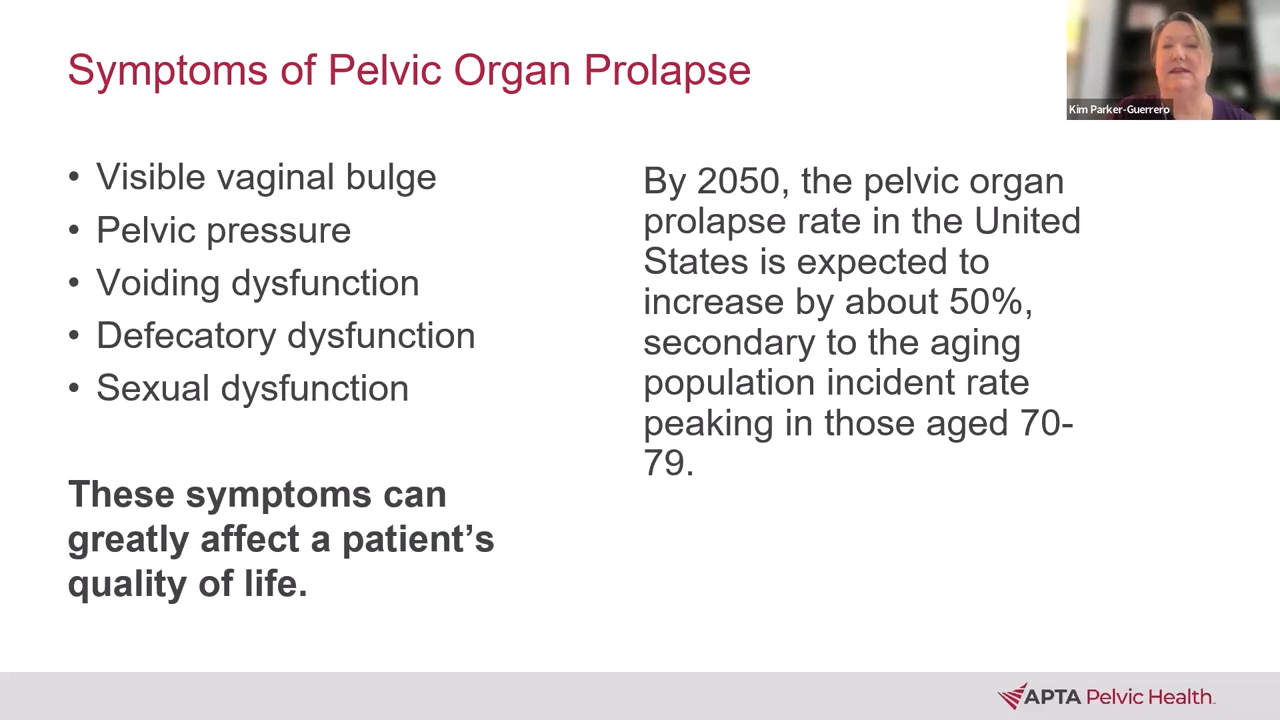 Symptoms of Pelvic Organ Prolapse
Kim Parker-Guerrero
• Visible vaginal bulge
• Pelvic pressure
• Voiding dysfunction
• Defecatory dysfunction
• Sexual dysfunction
These symptoms can
greatly affect a patient’s
quality of life.
By 2050, the pelvic organ
prolapse rate in the United
States is expected to
increase by about 50%,
secondary to the aging
population incident rate
peaking in those aged 70-
79.
APTA Pelvic Health